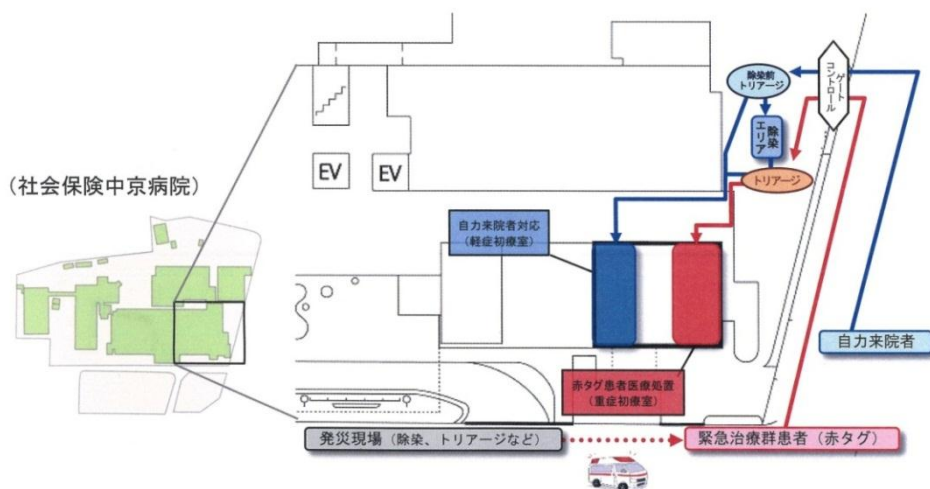 除染前
トリアージ
ゲート
コントロール
除染
エリア
トリアージ
EV
EV
(社会保険中京病院)
自力来院者対応
(軽症初療室)
自力来院者
赤タグ患者医療処置
(重症初療室)
発災現場(除染、トリアージなど)
緊急治療群患者(赤タグ)